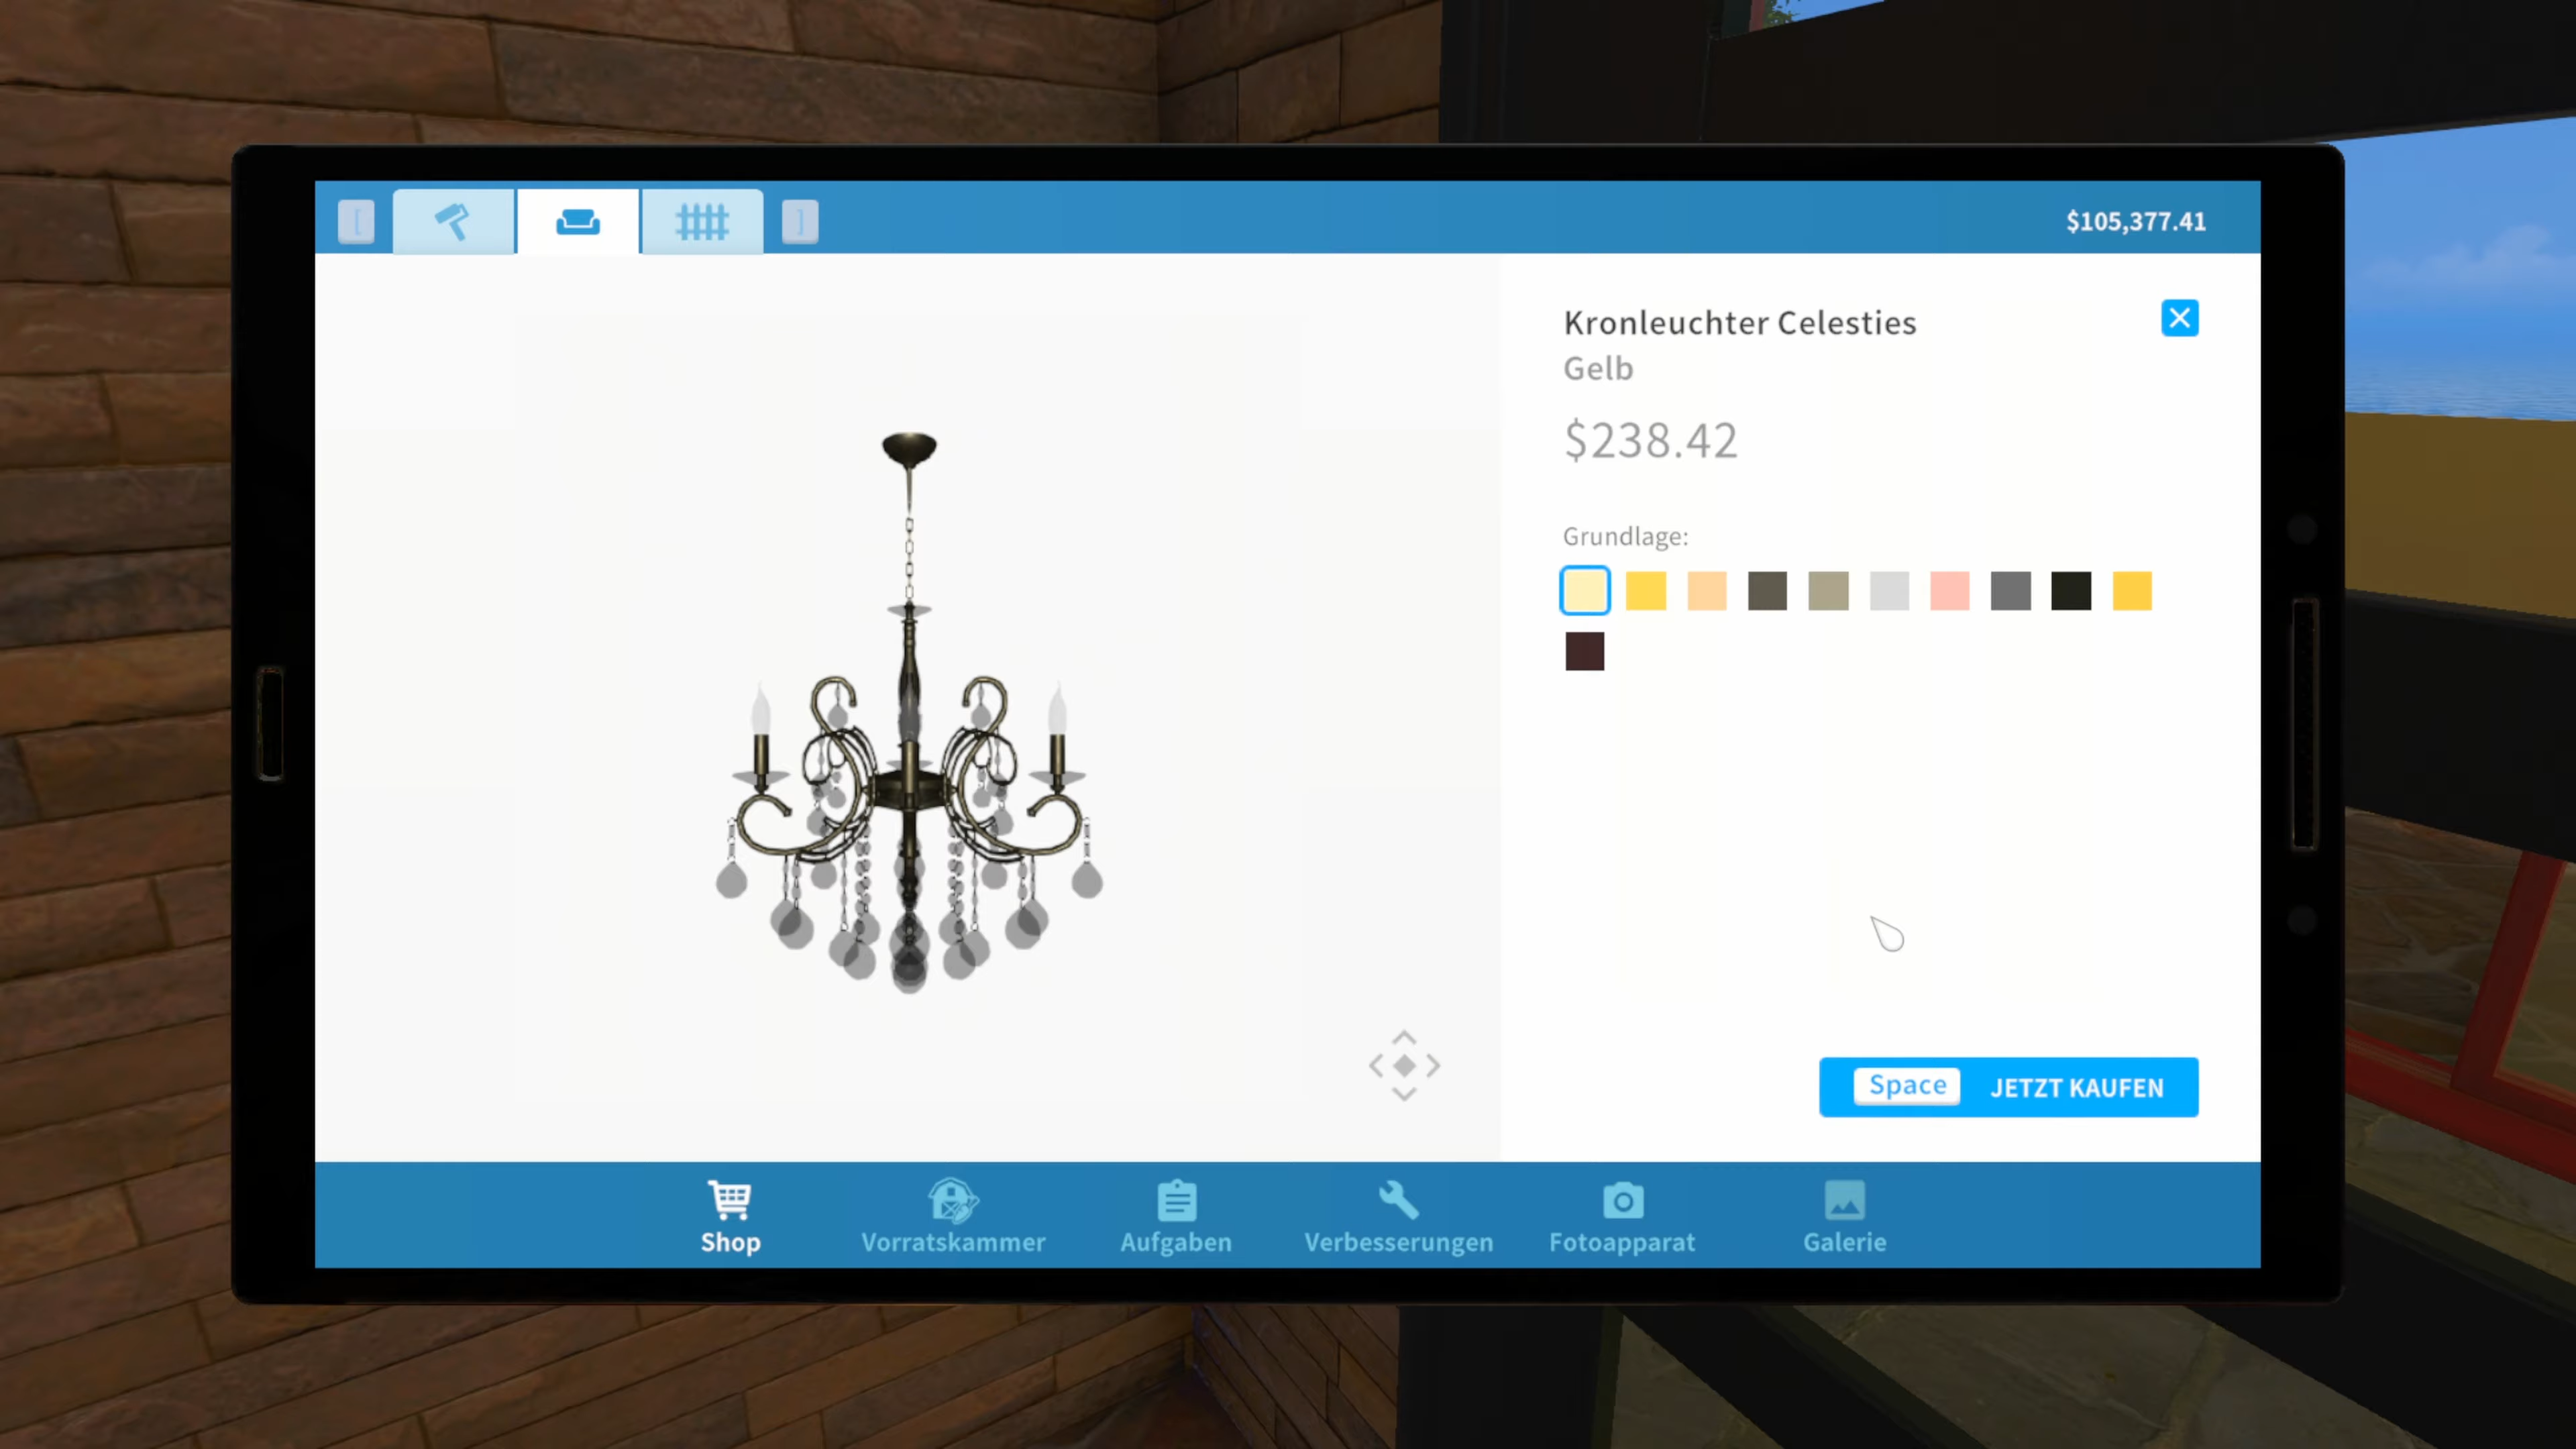 [
]
$105,377.41
Kronleuchter Celesties
Gelb
$238.42
Grundlage:
Space JETZT KAUFEN
Shop
Vorratskammer
Aufgaben
Verbesserungen
Fotoapparat
Galerie